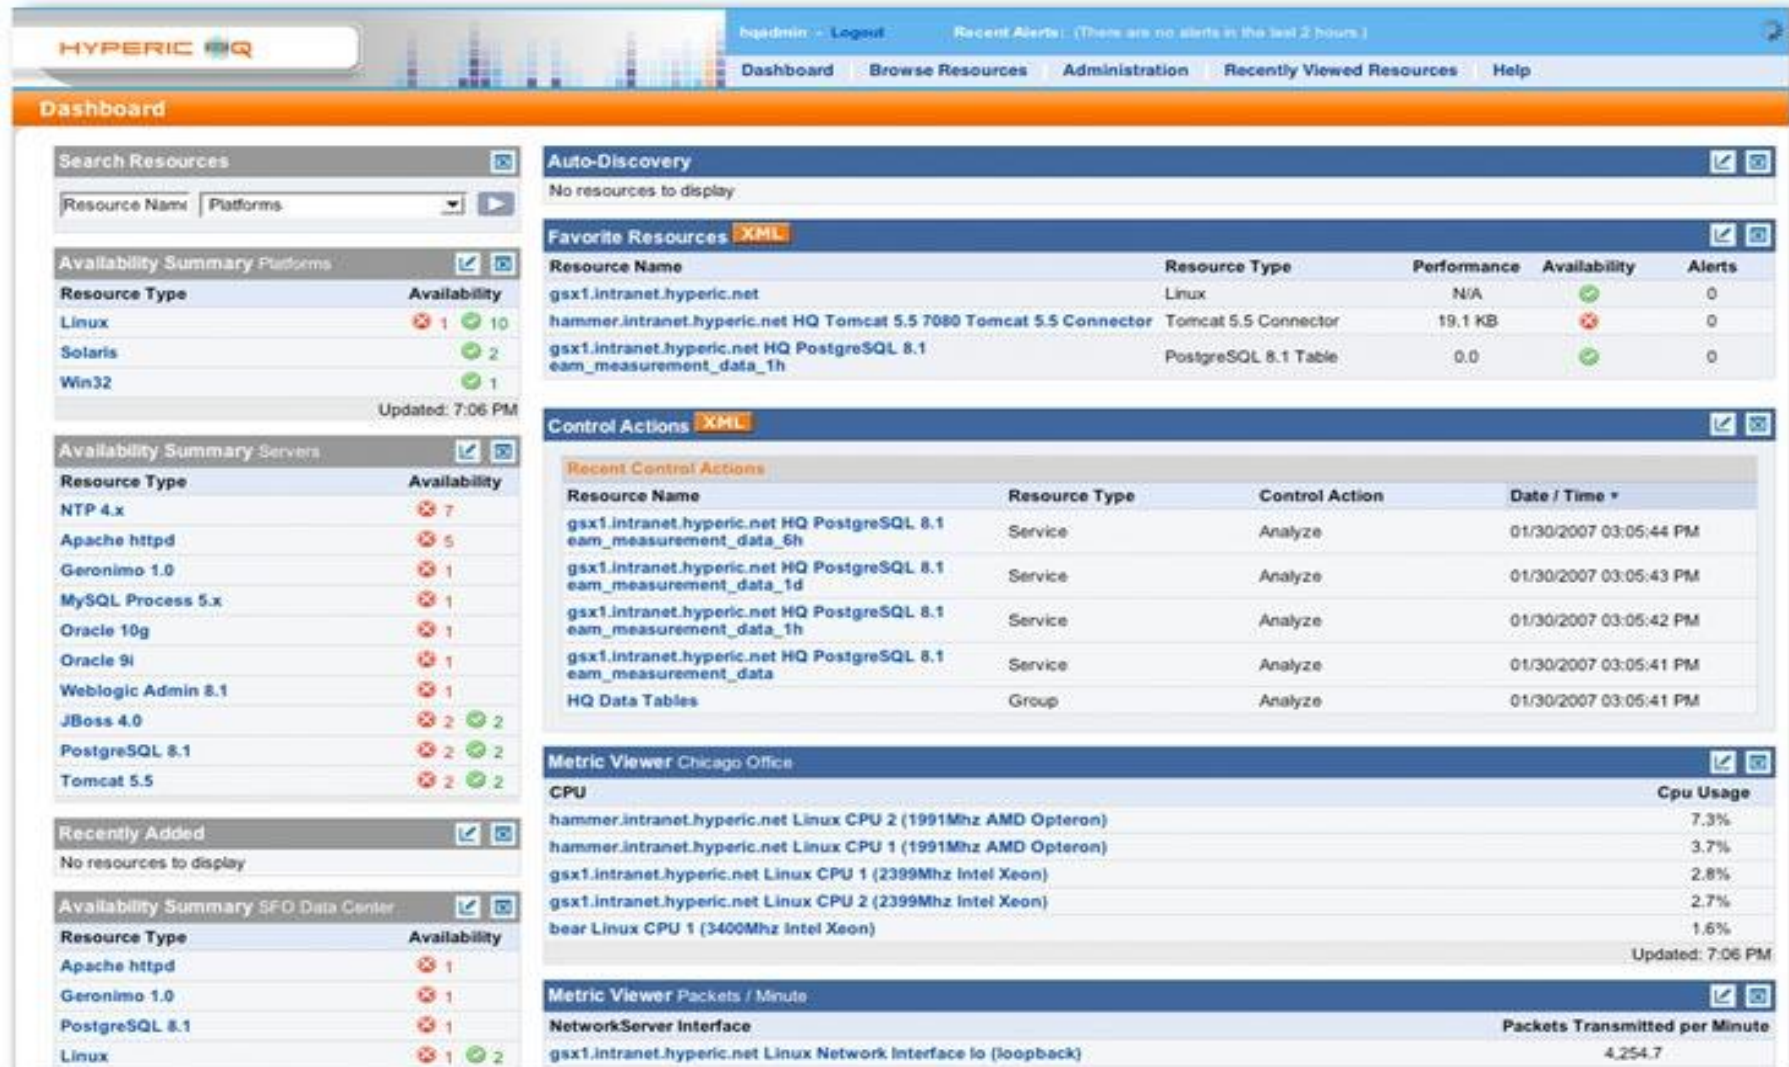 HYPERIC HQ
hqadmin - Logout Recent Alerts: (There are no alerts in the last 2 hours.)
Dashboard Browse Resources Administration Recently Viewed Resources Help
Dashboard
Search Resources
Resource Name Platforms
Availability Summary Platforms
Resource Type Availability
Linux 1 10
Solaris 2
Win32 1
Updated: 7:06 PM
Availability Summary Servers
Resource Type Availability
NTP 4.x 7
Apache httpd 5
Geronimo 1.0 1
MySQL Process 5.x 1
Oracle 10g 1
Oracle 9i 1
Weblogic Admin 8.1 1
JBoss 4.0 2 2
PostgreSQL 8.1 2 2
Tomcat 5.5 2 2
Recently Added
No resources to display
Availability Summary SFO Data Center
Resource Type Availability
Apache httpd 1
Geronimo 1.0 1
PostgreSQL 8.1 1
Linux 1 2
Auto-Discovery
No resources to display
Favorite Resources XML
Resource Name Resource Type Performance Availability Alerts
gsx1.intranet.hyperic.net Linux N/A 0
hammer.intranet.hyperic.net HQ Tomcat 5.5 7080 Tomcat 5.5 Connector Tomcat 5.5 Connector 19.1 KB 0
gsx1.intranet.hyperic.net HQ PostgreSQL 8.1
eam_measurement_data_1h PostgreSQL 8.1 Table 0.0 0
Control Actions XML
Recent Control Actions
Resource Name Resource Type Control Action Date / Time
gsx1.intranet.hyperic.net HQ PostgreSQL 8.1
eam_measurement_data_6h Service Analyze 01/30/2007 03:05:44 PM
gsx1.intranet.hyperic.net HQ PostgreSQL 8.1
eam_measurement_data_1d Service Analyze 01/30/2007 03:05:43 PM
gsx1.intranet.hyperic.net HQ PostgreSQL 8.1
eam_measurement_data_1h Service Analyze 01/30/2007 03:05:42 PM
gsx1.intranet.hyperic.net HQ PostgreSQL 8.1
eam_measurement_data Service Analyze 01/30/2007 03:05:41 PM
HQ Data Tables Group Analyze 01/30/2007 03:05:41 PM
Metric Viewer Chicago Office
CPU Cpu Usage
hammer.intranet.hyperic.net Linux CPU 2 (1991Mhz AMD Opteron) 7.3%
hammer.intranet.hyperic.net Linux CPU 1 (1991Mhz AMD Opteron) 3.7%
gsx1.intranet.hyperic.net Linux CPU 1 (2399Mhz Intel Xeon) 2.8%
gsx1.intranet.hyperic.net Linux CPU 2 (2399Mhz Intel Xeon) 2.7%
bear Linux CPU 1 (3400Mhz Intel Xeon) 1.6%
Updated: 7:06 PM
Metric Viewer Packets / Minute
NetworkServer Interface Packets Transmitted per Minute
gsx1.intranet.hyperic.net Linux Network Interface lo (loopback) 4,254.7